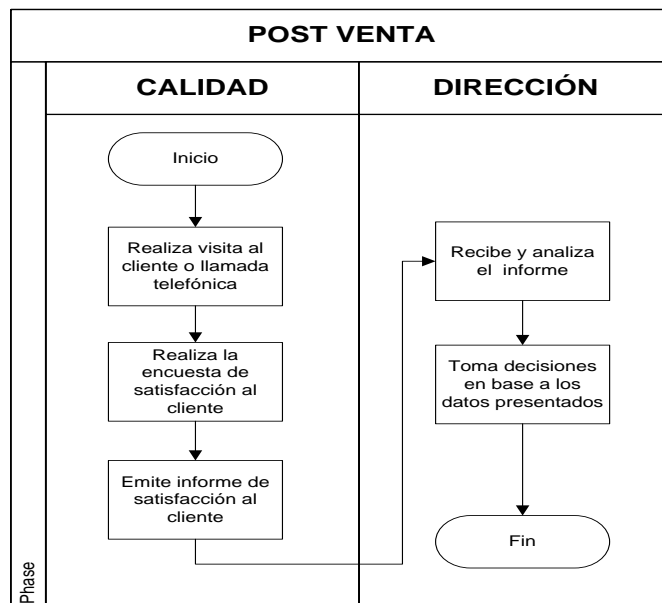 POST VENTA
CALIDAD
DIRECCIÓN
Inicio
Realiza visita al
cliente o llamada
telefónica
Realiza la
encuesta de
satisfacción al
cliente
Emite informe de
satisfacción al
cliente
Recibe y analiza
el informe
Toma decisiones
en base a los
datos presentados
Fin
Phase